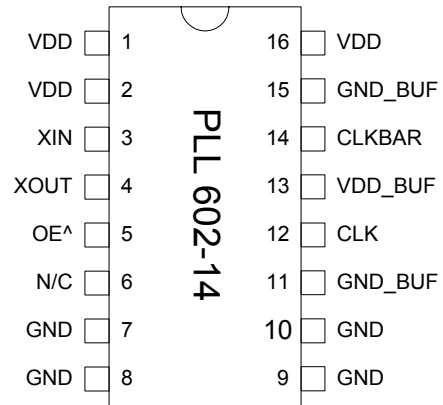 VDD 1 16 VDD
VDD 2 15 GND_BUF
XIN 3 14 CLKBAR
XOUT 4 13 VDD_BUF
OE^ 5 12 CLK
N/C 6 11 GND_BUF
GND 7 10 GND
GND 8 9 GND
PLL 602-14